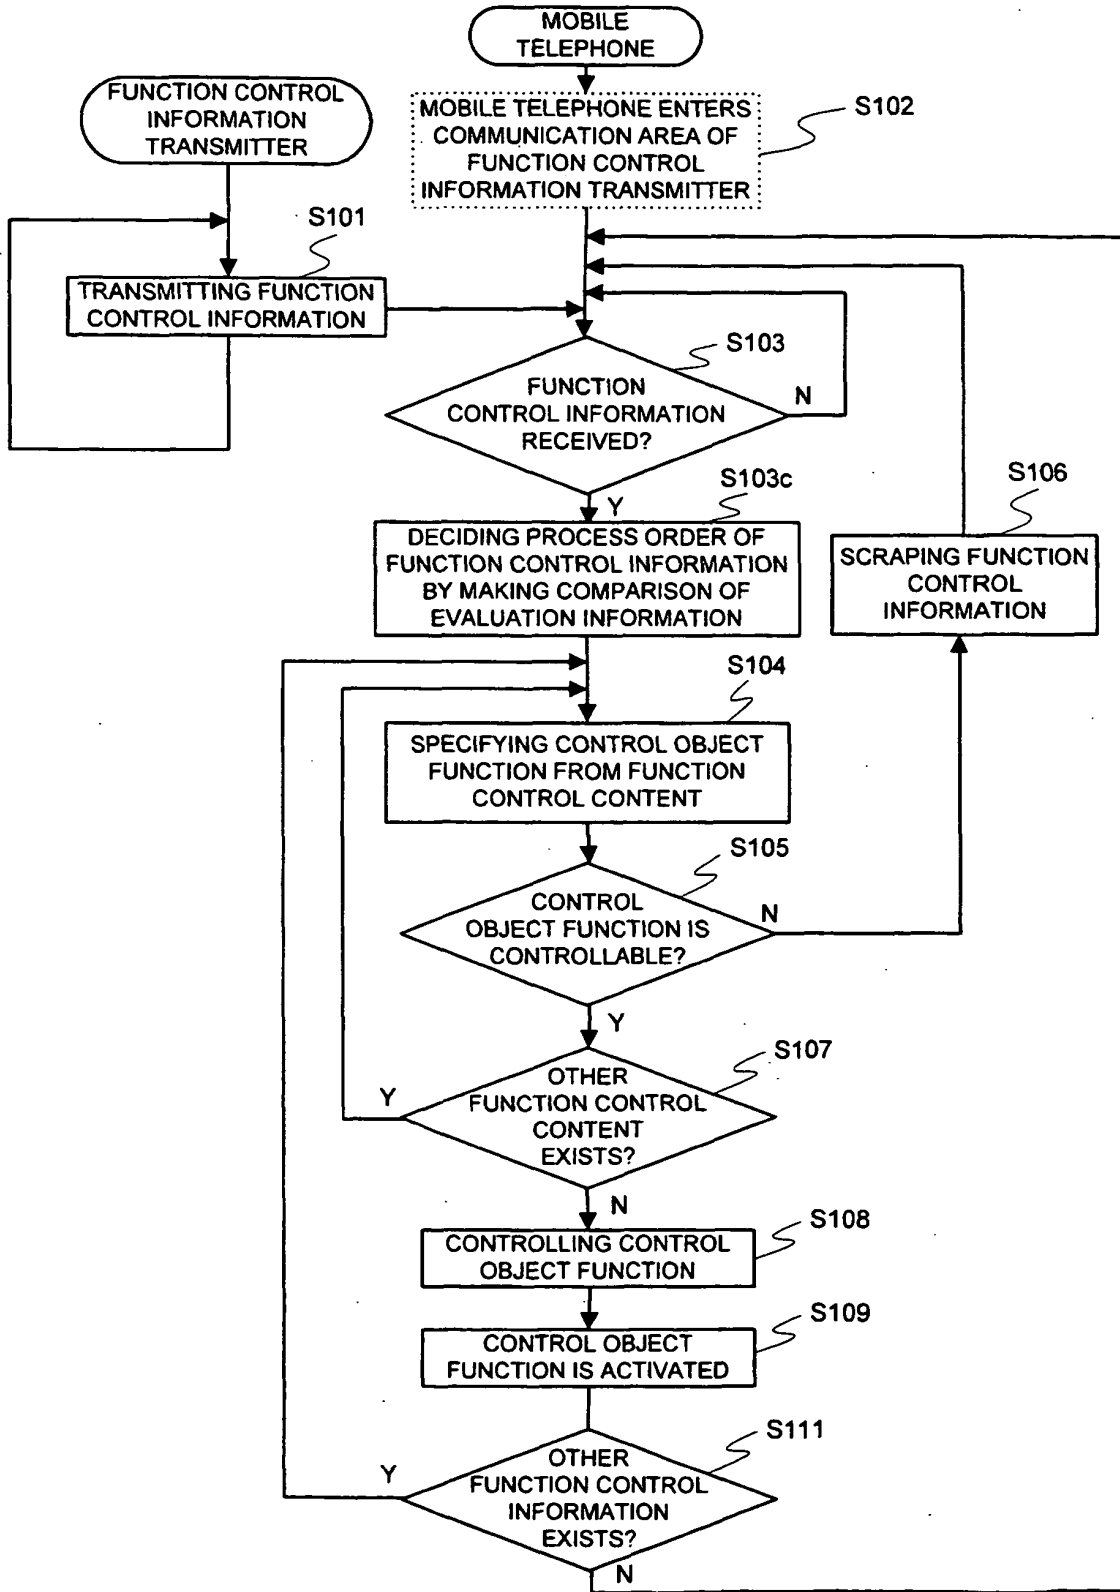 MOBILE
TELEPHONE
FUNCTION CONTROL
INFORMATION
TRANSMITTER
MOBILE TELEPHONE ENTERS
COMMUNICATION AREA OF
FUNCTION CONTROL
INFORMATION TRANSMITTER
S102
S101
TRANSMITTING FUNCTION
CONTROL INFORMATION
S103
FUNCTION
CONTROL INFORMATION
RECEIVED?
N
Y
S103c
DECIDING PROCESS ORDER OF
FUNCTION CONTROL INFORMATION
BY MAKING COMPARISON OF
EVALUATION INFORMATION
S106
SCRAPING FUNCTION
CONTROL
INFORMATION
S104
SPECIFYING CONTROL OBJECT
FUNCTION FROM FUNCTION
CONTROL CONTENT
S105
CONTROL
OBJECT FUNCTION IS
CONTROLLABLE?
N
Y
S107
OTHER
FUNCTION CONTROL
CONTENT
EXISTS?
Y
N
S108
CONTROLLING CONTROL
OBJECT FUNCTION
S109
CONTROL OBJECT
FUNCTION IS ACTIVATED
S111
OTHER
FUNCTION CONTROL
INFORMATION
EXISTS?
Y
N